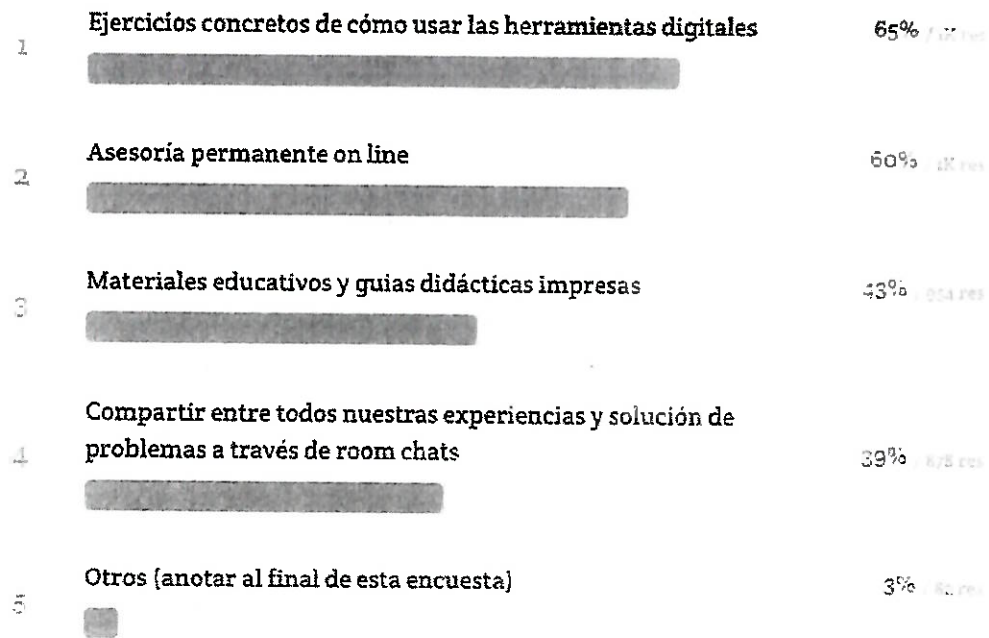 1
Ejercicios concretos de cómo usar las herramientas digitales 65%
2
Asesoría permanente on line 60%
3
Materiales educativos y guias didácticas impresas 43%
Compartir entre todos nuestras experiencias y solución de
4
problemas a través de room chats 39%
5
Otros (anotar al final de esta encuesta) 3%